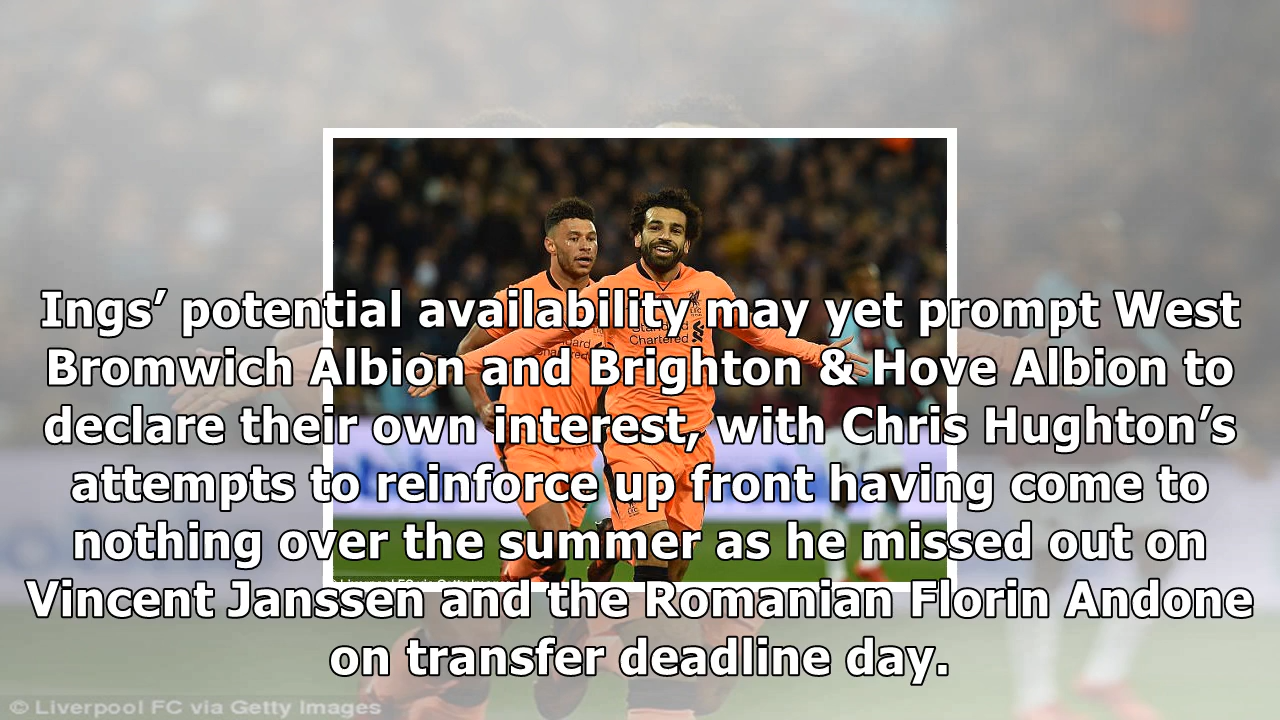 Ings’ potential availability may yet prompt West
Bromwich Albion and Brighton & Hove Albion to
declare their own interest, with Chris Hughton’s
attempts to reinforce up front having come to
nothing over the summer as he missed out on
Vincent Janssen and the Romanian Florin Andone
on transfer deadline day.
Chartered
© Liverpool FC via Getty Images